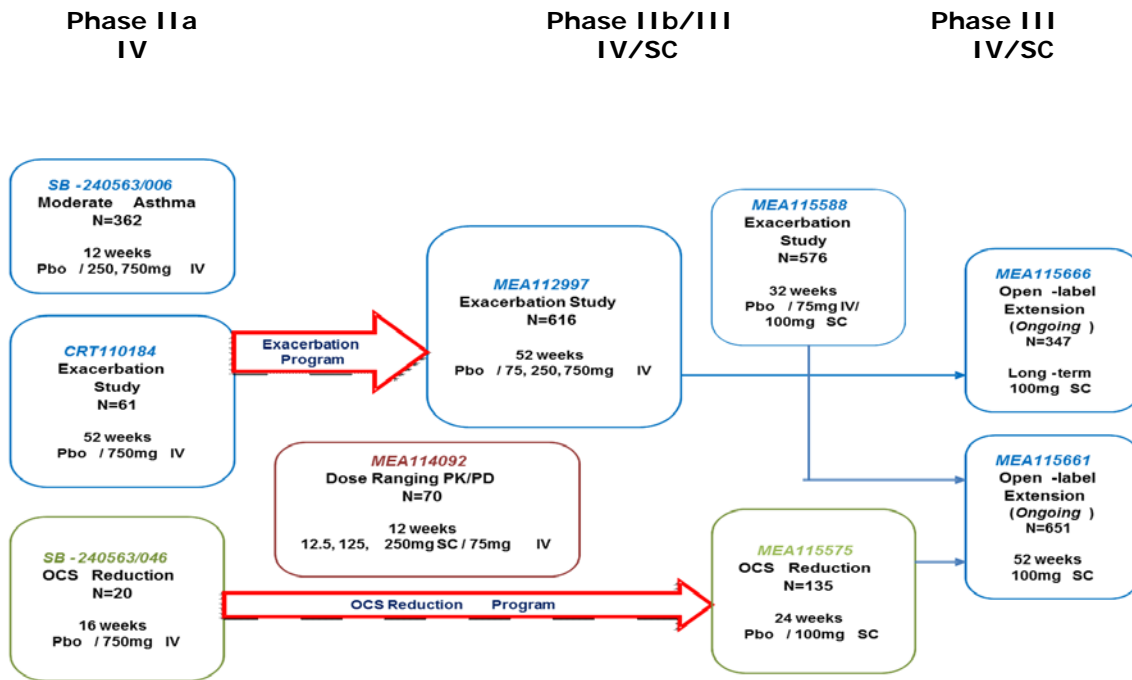 Phase IIa
IV
Phase IIb/III
IV/SC
Phase III
IV/SC
SB -240563/006
Moderate Asthma
N=362
12 weeks
Pbo / 250, 750mg IV
CRT110184
Exacerbation
Study
N=61
52 weeks
Pbo / 750mg IV
SB -240563/046
OCS Reduction
N=20
16 weeks
Pbo / 750mg IV
Exacerbation
Program
MEA112997
Exacerbation Study
N=616
52 weeks
Pbo / 75, 250, 750mg IV
MEA114092
Dose Ranging PK/PD
N=70
12 weeks
12.5, 125, 250mg SC / 75mg IV
OCS Reduction Program
MEA115588
Exacerbation
Study
N=576
32 weeks
Pbo / 75mg IV/
100mg SC
MEA115575
OCS Reduction
N=135
24 weeks
Pbo / 100mg SC
MEA115666
Open -label
Extension
(Ongoing )
N=347
Long -term
100mg SC
MEA115661
Open -label
Extension
(Ongoing )
N=651
52 weeks
100mg SC